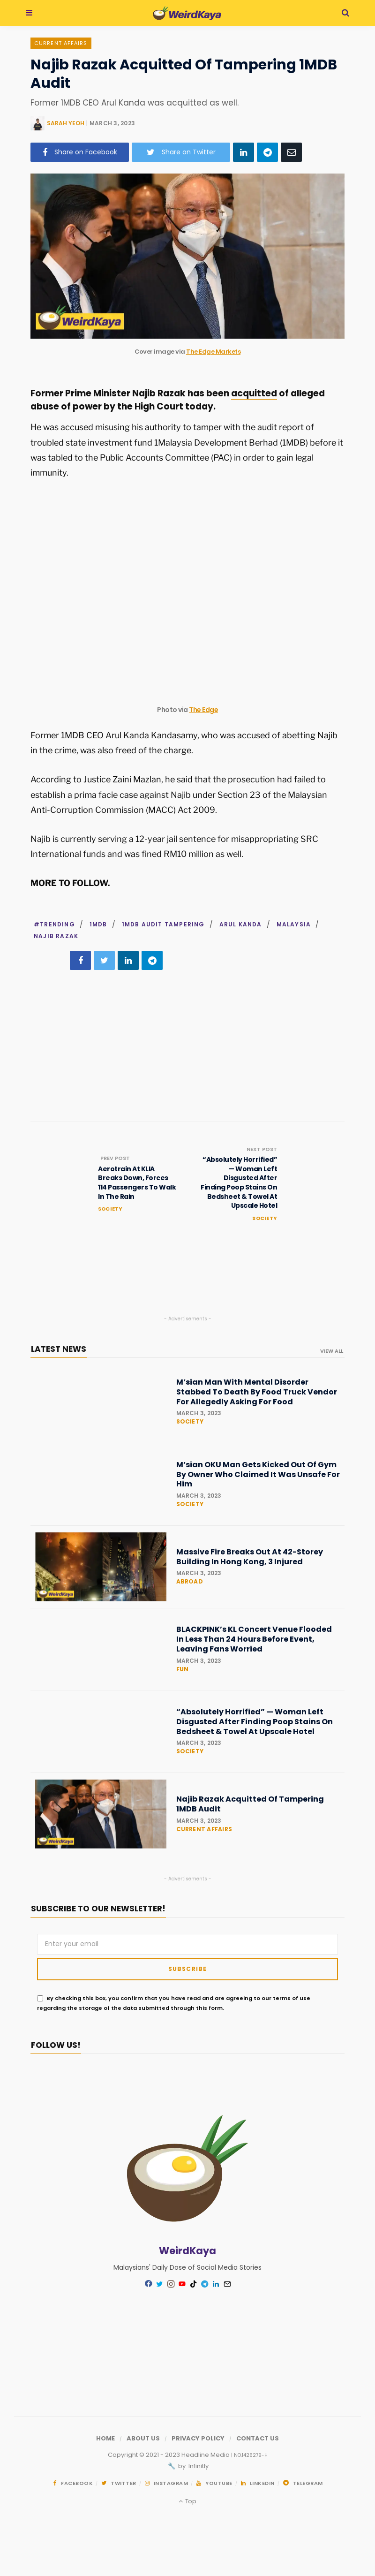 WeirdKaya
CURRENT AFFAIRS
Najib Razak Acquitted Of Tampering 1MDB
Audit
Former 1MDB CEO Arul Kanda was acquitted as well.
SARAH YEOH | MARCH 3, 2023
Share on Facebook
Share on Twitter
WeirdKaya
Cover image via The Edge Markets
Former Prime Minister Najib Razak has been acquitted of alleged
abuse of power by the High Court today.
He was accused misusing his authority to tamper with the audit report of
troubled state investment fund 1Malaysia Development Berhad (1MDB) before it
was tabled to the Public Accounts Committee (PAC) in order to gain legal
immunity.
Photo via The Edge
Former 1MDB CEO Arul Kanda Kandasamy, who was accused of abetting Najib
in the crime, was also freed of the charge.
According to Justice Zaini Mazlan, he said that the prosecution had failed to
establish a prima facie case against Najib under Section 23 of the Malaysian
Anti-Corruption Commission (MACC) Act 2009.
Najib is currently serving a 12-year jail sentence for misappropriating SRC
International funds and was fined RM10 million as well.
MORE TO FOLLOW.
#TRENDING / 1MDB / 1MDB AUDIT TAMPERING / ARUL KANDA / MALAYSIA /
NAJIB RAZAK
PREV POST
Aerotrain At KLIA
Breaks Down, Forces
114 Passengers To Walk
In The Rain
SOCIETY
NEXT POST
“Absolutely Horrified”
— Woman Left
Disgusted After
Finding Poop Stains On
Bedsheet & Towel At
Upscale Hotel
SOCIETY
- Advertisements -
LATEST NEWS
VIEW ALL
M’sian Man With Mental Disorder
Stabbed To Death By Food Truck Vendor
For Allegedly Asking For Food
MARCH 3, 2023
SOCIETY
M’sian OKU Man Gets Kicked Out Of Gym
By Owner Who Claimed It Was Unsafe For
Him
MARCH 3, 2023
SOCIETY
WeirdKaya
Massive Fire Breaks Out At 42-Storey
Building In Hong Kong, 3 Injured
MARCH 3, 2023
ABROAD
BLACKPINK’s KL Concert Venue Flooded
In Less Than 24 Hours Before Event,
Leaving Fans Worried
MARCH 3, 2023
FUN
“Absolutely Horrified” — Woman Left
Disgusted After Finding Poop Stains On
Bedsheet & Towel At Upscale Hotel
MARCH 3, 2023
SOCIETY
WeirdKaya
Najib Razak Acquitted Of Tampering
1MDB Audit
MARCH 3, 2023
CURRENT AFFAIRS
- Advertisements -
SUBSCRIBE TO OUR NEWSLETTER!
Enter your email
SUBSCRIBE
By checking this box, you confirm that you have read and are agreeing to our terms of use
regarding the storage of the data submitted through this form.
FOLLOW US!
WeirdKaya
Malaysians' Daily Dose of Social Media Stories
HOME / ABOUT US / PRIVACY POLICY / CONTACT US
Copyright © 2021 - 2023 Headline Media | NO1426279-H
by Infinitly
FACEBOOK / TWITTER / INSTAGRAM / YOUTUBE / LINKEDIN / TELEGRAM
Top